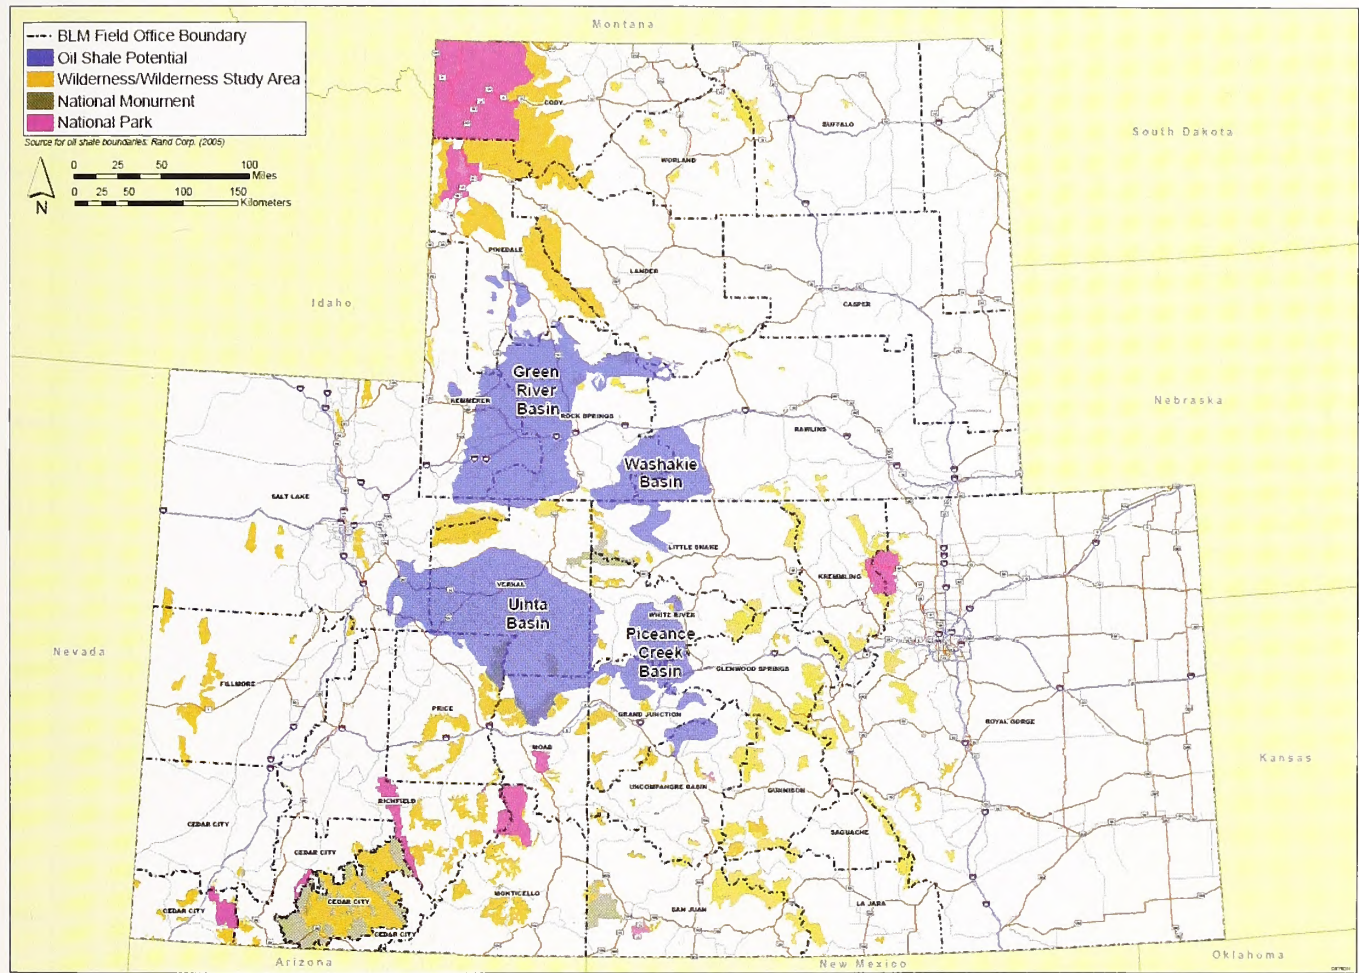 BLM Field Office Boundary
Oil Shale Potential
Wilderness/Wilderness Study Area
National Monument
National Park
Source for oil shale boundaries: Rand Corp. (2005)
0 25 50 100
Miles
0 25 50 100 150
Kilometers
N
Montana
South Dakota
Idaho
Nebraska
Nevada
Kansas
Arizona
New Mexico
Oklahoma
CODY
BUFFALO
WORLAND
PINEDALE
LANDER
CASPER
Green
River
Basin
KEMMERER
ROCK SPRINGS
RAWLINS
Washakie
Basin
SALT LAKE
LITTLE SNAKE
VERNAL
KREMMLING
Uinta
Basin
WHITE RIVER
Piceance
Creek
Basin
GLENWOOD SPRINGS
FILLMORE
PRICE
GRAND JUNCTION
ROYAL GORGE
MOAB
UNCOMPAHGRE BASIN
GUNNISON
RICHFIELD
CEDAR CITY
SAGUACHE
CEDAR CITY
MONTICELLO
CEDAR CITY
CEDAR CITY
SAN JUAN
LA JARA
CEDAR CITY